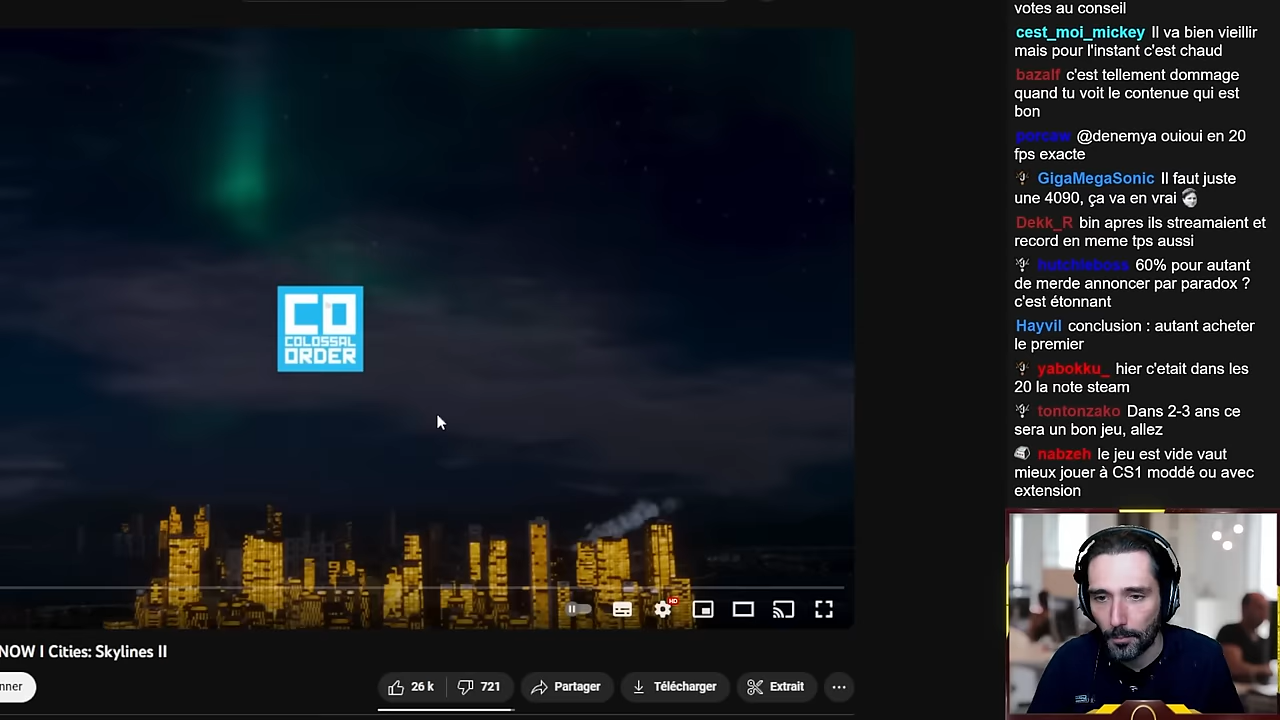 CO
COLOSSAL
ORDER
NOW I Cities: Skylines II
nner
26 k
721
Partager
Télécharger
Extrait
HD
votes au conseil
cest_moi_mickey Il va bien vieillir
mais pour l'instant c'est chaud
bazalf c'est tellement dommage
quand tu voit le contenue qui est
bon
porcaw @denemya ouioui en 20
fps exacte
GigaMegaSonic Il faut juste
une 4090, ça va en vrai
Dekk_R bin apres ils streamaient et
record en meme tps aussi
hutchleboss 60% pour autant
de merde annoncer par paradox ?
c'est étonnant
Hayvil conclusion : autant acheter
le premier
yabokku_ hier c'etait dans les
20 la note steam
tontonzako Dans 2-3 ans ce
sera un bon jeu, allez
nabzeh le jeu est vide vaut
mieux jouer à CS1 moddé ou avec
extension